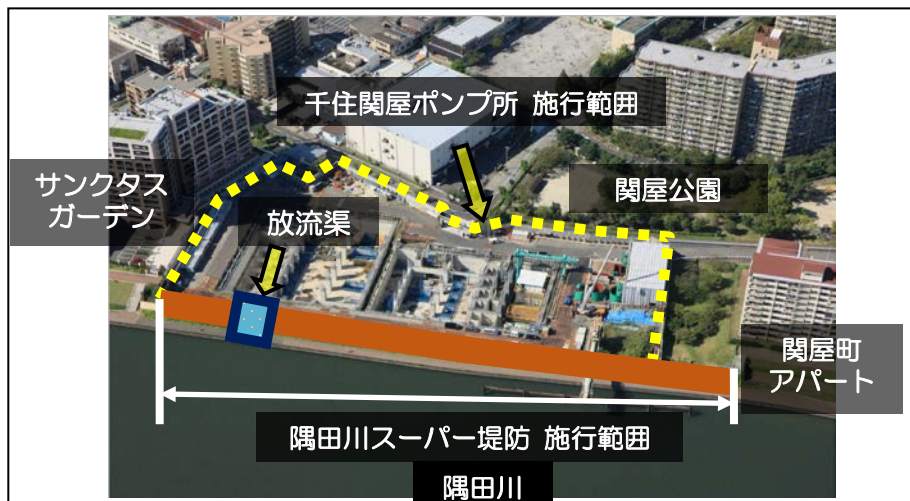 千住関屋ポンプ所 施行範囲
サンクタス
ガーデン
放流渠
関屋公園
関屋町
アパート
隅田川スーパー堤防 施行範囲
隅田川